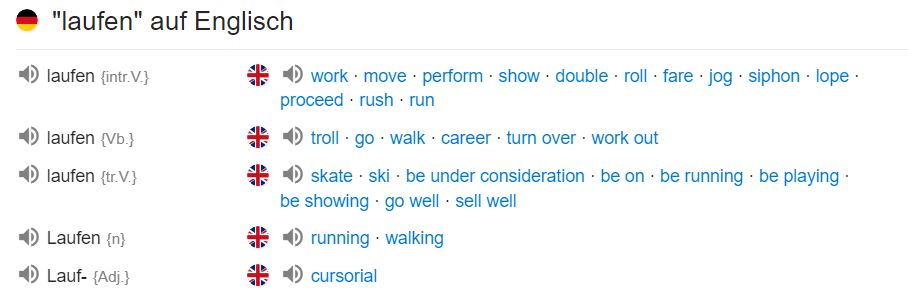 "laufen" auf Englisch
laufen {intr.V.} work · move · perform · show · double · roll · fare · jog · siphon · lope ·
proceed · rush · run
laufen {Vb.} troll · go · walk · career · turn over · work out
laufen {tr.V.} skate · ski · be under consideration · be on · be running · be playing ·
be showing · go well · sell well
Laufen {n} running · walking
Lauf- {Adj.} cursorial